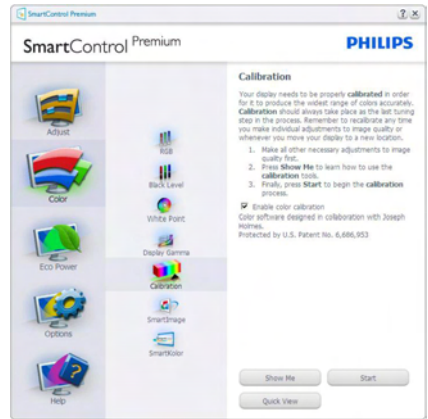 SmartControl Premium
SmartControl Premium
PHILIPS
Adjust
Color
Eco Power
Options
Help
RGB
Black Level
White Point
Display Gamma
Calibration
SmartImage
SmartKolor
Calibration
Your display needs to be properly calibrated in order
for it to produce the widest range of colors accurately.
Calibration should always take place as the last tuning
step in the process. Remember to recalibrate any time
you make individual adjustments to image quality or
whenever you move your display to a new location.
1. Make all other necessary adjustments to image
quality first.
2. Press Show Me to learn how to use the
calibration tools.
3. Finally, press Start to begin the calibration
process.
Enable color calibration
Color software designed in collaboration with Joseph
Holmes.
Protected by U.S. Patent No. 6,686,953
Show Me
Start
Quick View